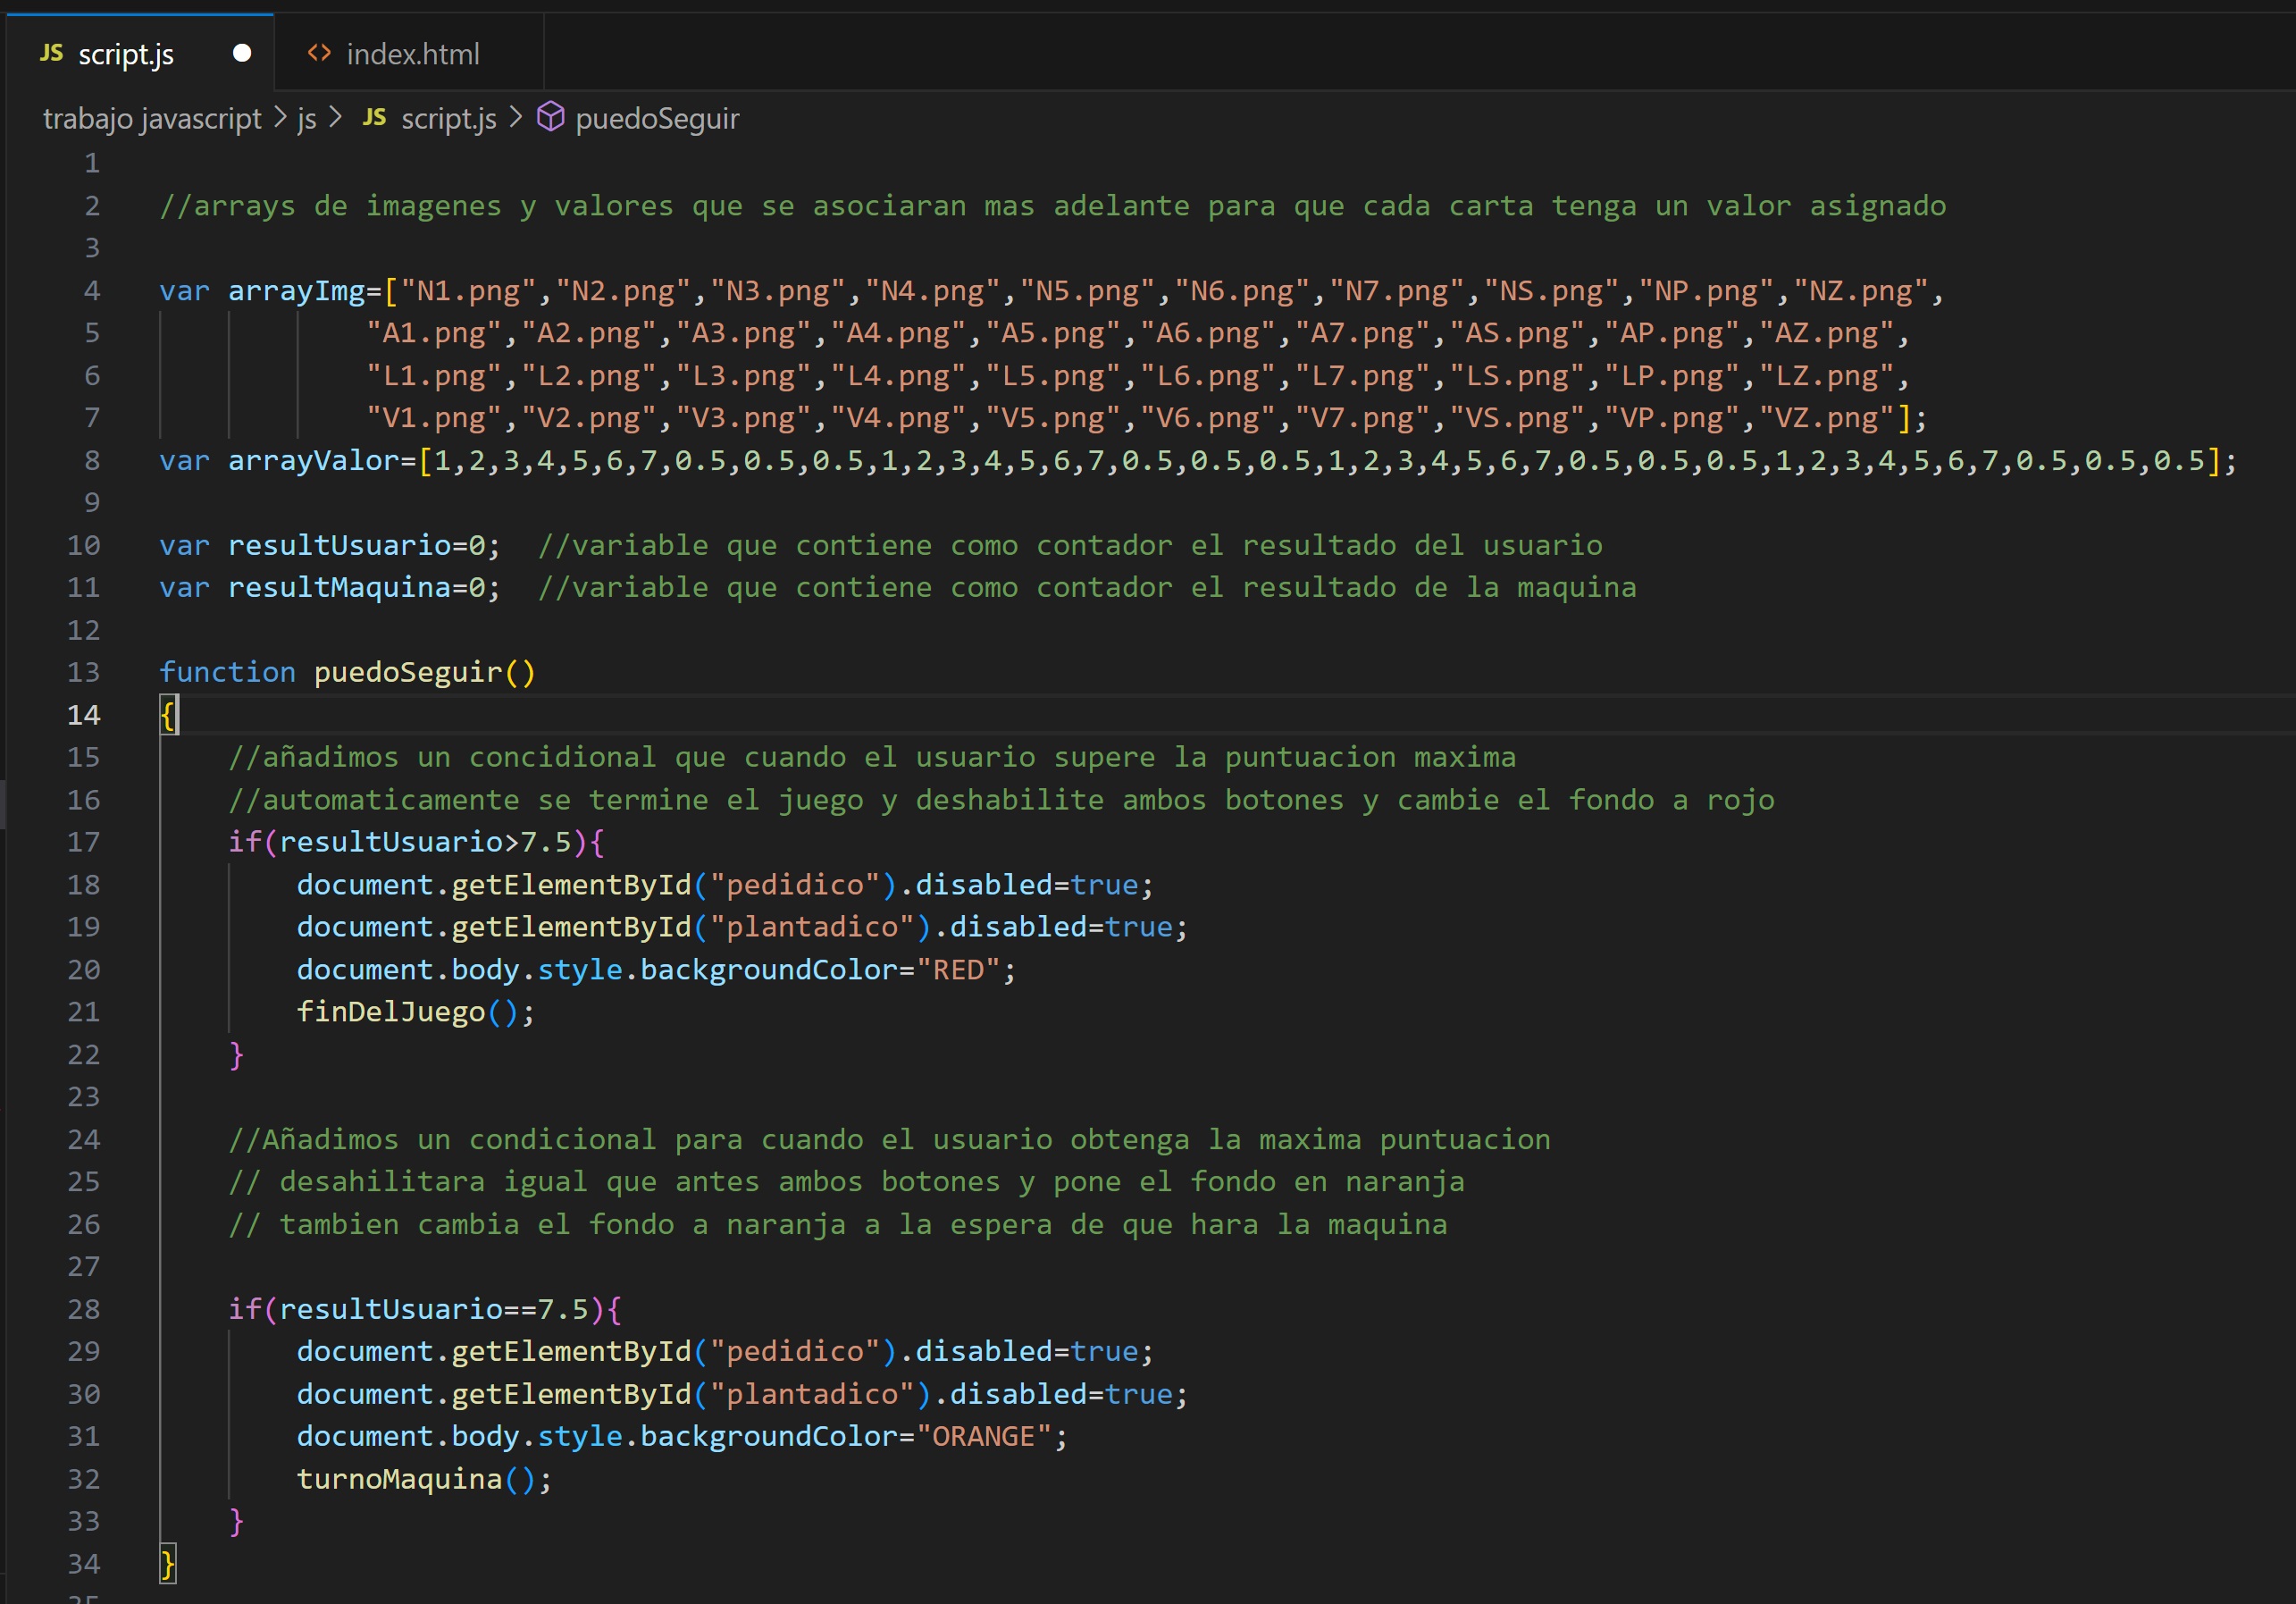 JS script.js ● <> index.html
trabajo javascript > js > JS script.js > puedoSeguir
1
2 //arrays de imagenes y valores que se asociaran mas adelante para que cada carta tenga un valor asignado
3
4 var arrayImg=["N1.png","N2.png","N3.png","N4.png","N5.png","N6.png","N7.png","NS.png","NP.png","NZ.png",
5 "A1.png","A2.png","A3.png","A4.png","A5.png","A6.png","A7.png","AS.png","AP.png","AZ.png",
6 "L1.png","L2.png","L3.png","L4.png","L5.png","L6.png","L7.png","LS.png","LP.png","LZ.png",
7 "V1.png","V2.png","V3.png","V4.png","V5.png","V6.png","V7.png","VS.png","VP.png","VZ.png"];
8 var arrayValor=[1,2,3,4,5,6,7,0.5,0.5,0.5,1,2,3,4,5,6,7,0.5,0.5,0.5,1,2,3,4,5,6,7,0.5,0.5,0.5,1,2,3,4,5,6,7,0.5,0.5,0.5];
9
10 var resultUsuario=0; //variable que contiene como contador el resultado del usuario
11 var resultMaquina=0; //variable que contiene como contador el resultado de la maquina
12
13 function puedoSeguir()
14 {
15 //añadimos un concidional que cuando el usuario supere la puntuacion maxima
16 //automaticamente se termine el juego y deshabilite ambos botones y cambie el fondo a rojo
17 if(resultUsuario>7.5){
18 document.getElementById("pedidico").disabled=true;
19 document.getElementById("plantadico").disabled=true;
20 document.body.style.backgroundColor="RED";
21 finDelJuego();
22 }
23
24 //Añadimos un condicional para cuando el usuario obtenga la maxima puntuacion
25 // desahilitara igual que antes ambos botones y pone el fondo en naranja
26 // tambien cambia el fondo a naranja a la espera de que hara la maquina
27
28 if(resultUsuario==7.5){
29 document.getElementById("pedidico").disabled=true;
30 document.getElementById("plantadico").disabled=true;
31 document.body.style.backgroundColor="ORANGE";
32 turnoMaquina();
33 }
34 }
35